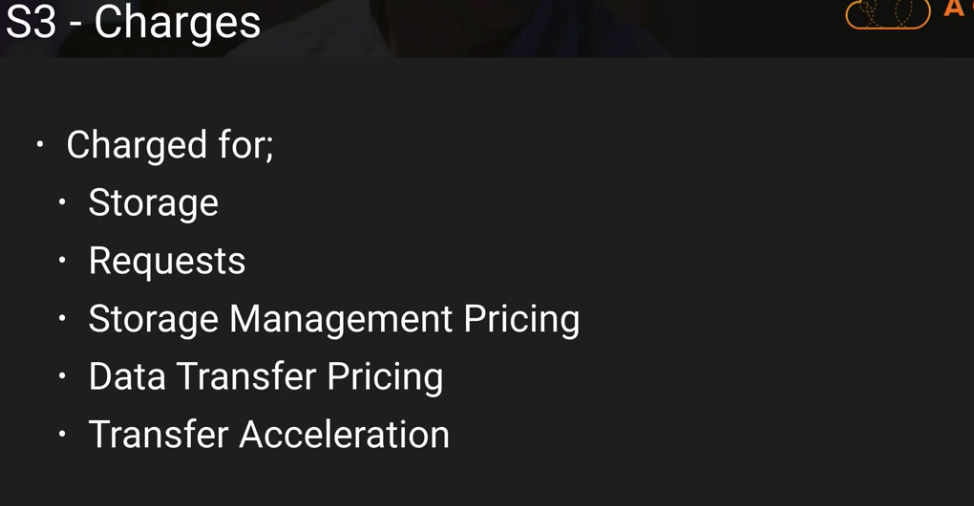 S3 - Charges
A
• Charged for;
• Storage
• Requests
• Storage Management Pricing
• Data Transfer Pricing
• Transfer Acceleration